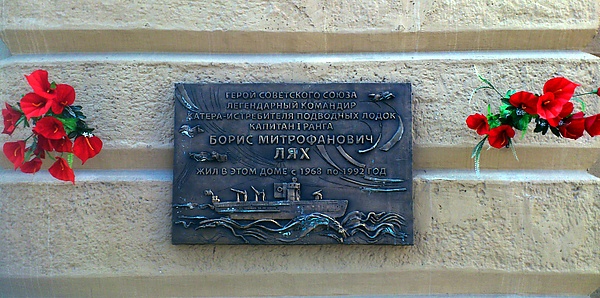 ГЕРОЙ СОВЕТСКОГО СОЮЗА
ЛЕГЕНДАРНЫЙ КОМАНДИР
КАТЕРА-ИСТРЕБИТЕЛЯ ПОДВОДНЫХ ЛОДОК
КАПИТАН I РАНГА
БОРИС МИТРОФАНОВИЧ
ЛЯХ
ЖИЛ В ЭТОМ ДОМЕ с 1968 по 1992 ГОД